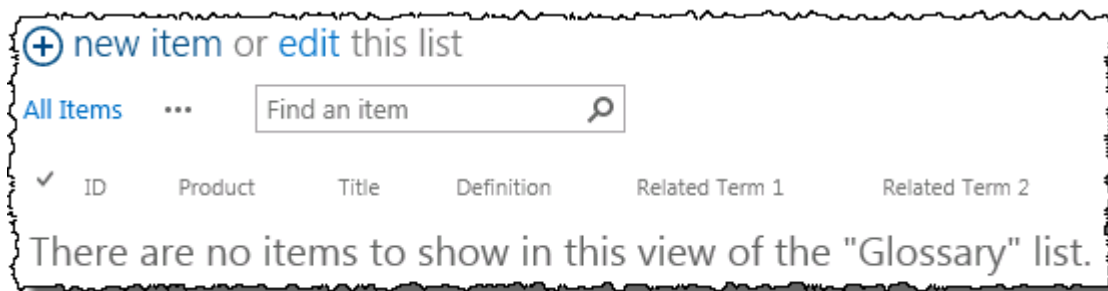 new item or edit this list
All Items ••• Find an item
ID Product Title Definition Related Term 1 Related Term 2
There are no items to show in this view of the "Glossary" list.